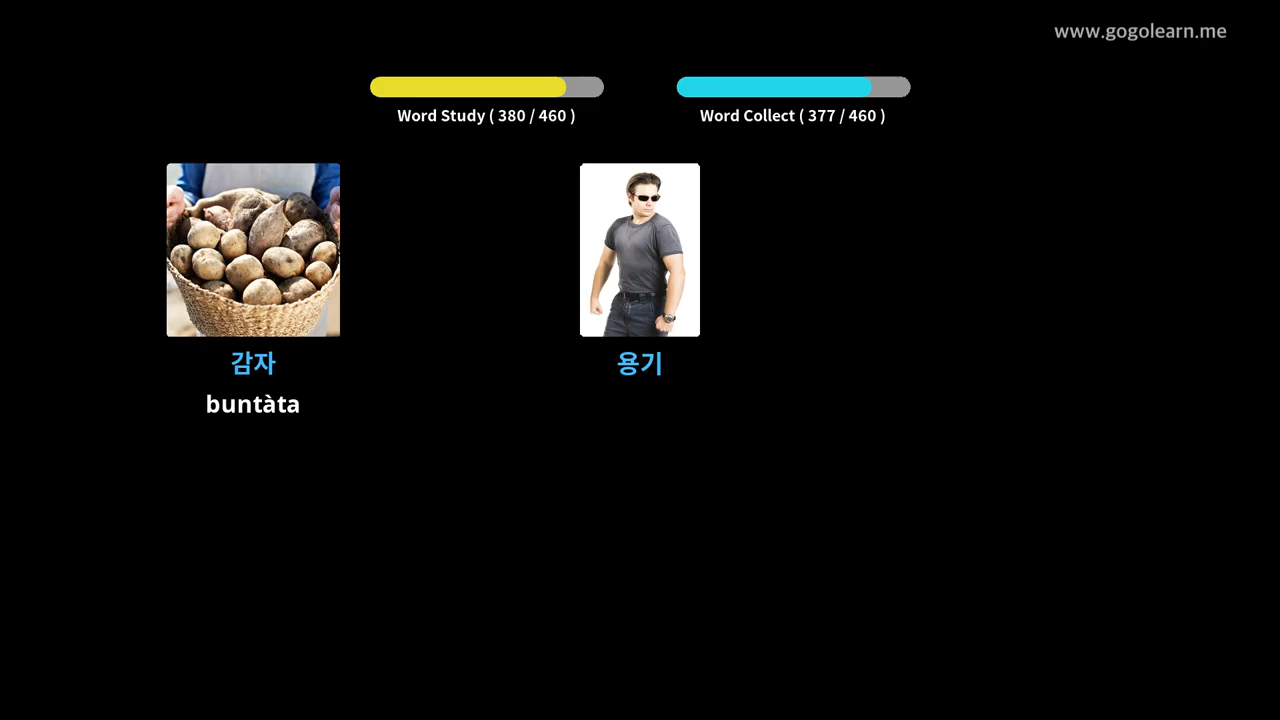 www.gogolearn.me
Word Study ( 380 / 460 )
Word Collect ( 377 / 460 )
감자
용기
buntàta